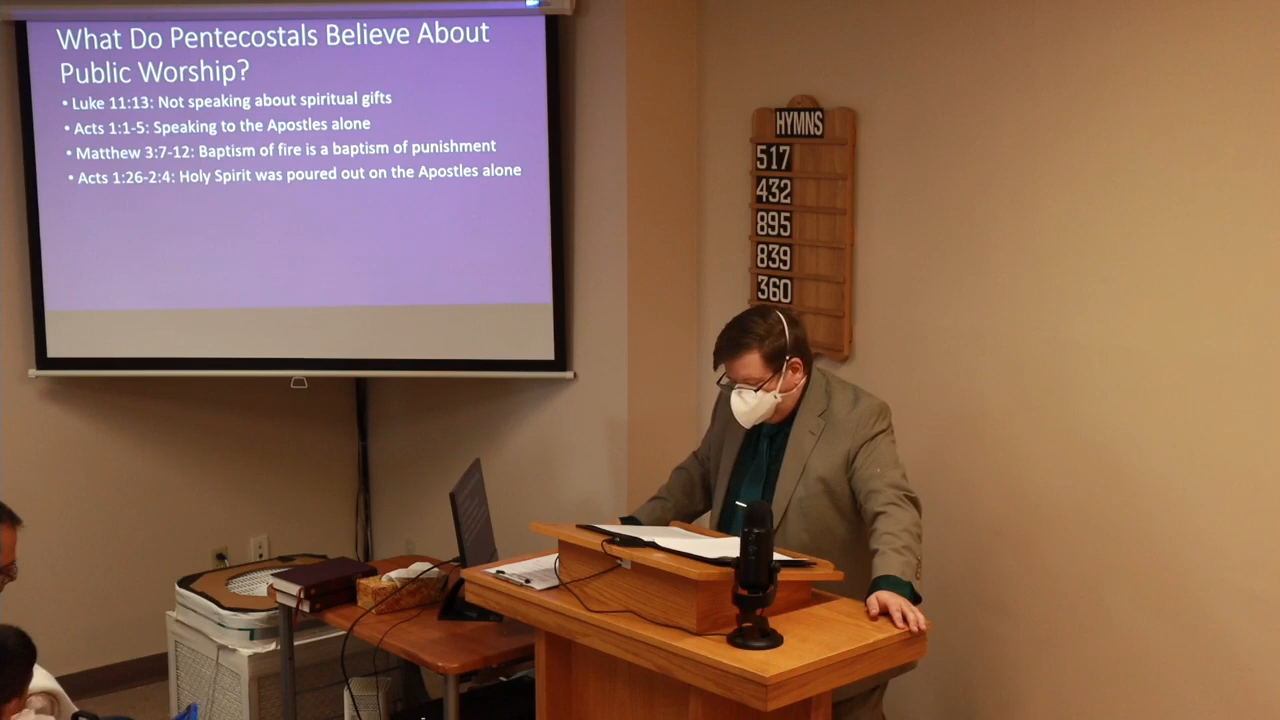 What Do Pentecostals Believe About
Public Worship?
• Luke 11:13: Not speaking about spiritual gifts
• Acts 1:1-5: Speaking to the Apostles alone
• Matthew 3:7-12: Baptism of fire is a baptism of punishment
• Acts 1:26-2:4: Holy Spirit was poured out on the Apostles alone
HYMNS
517
432
895
839
360